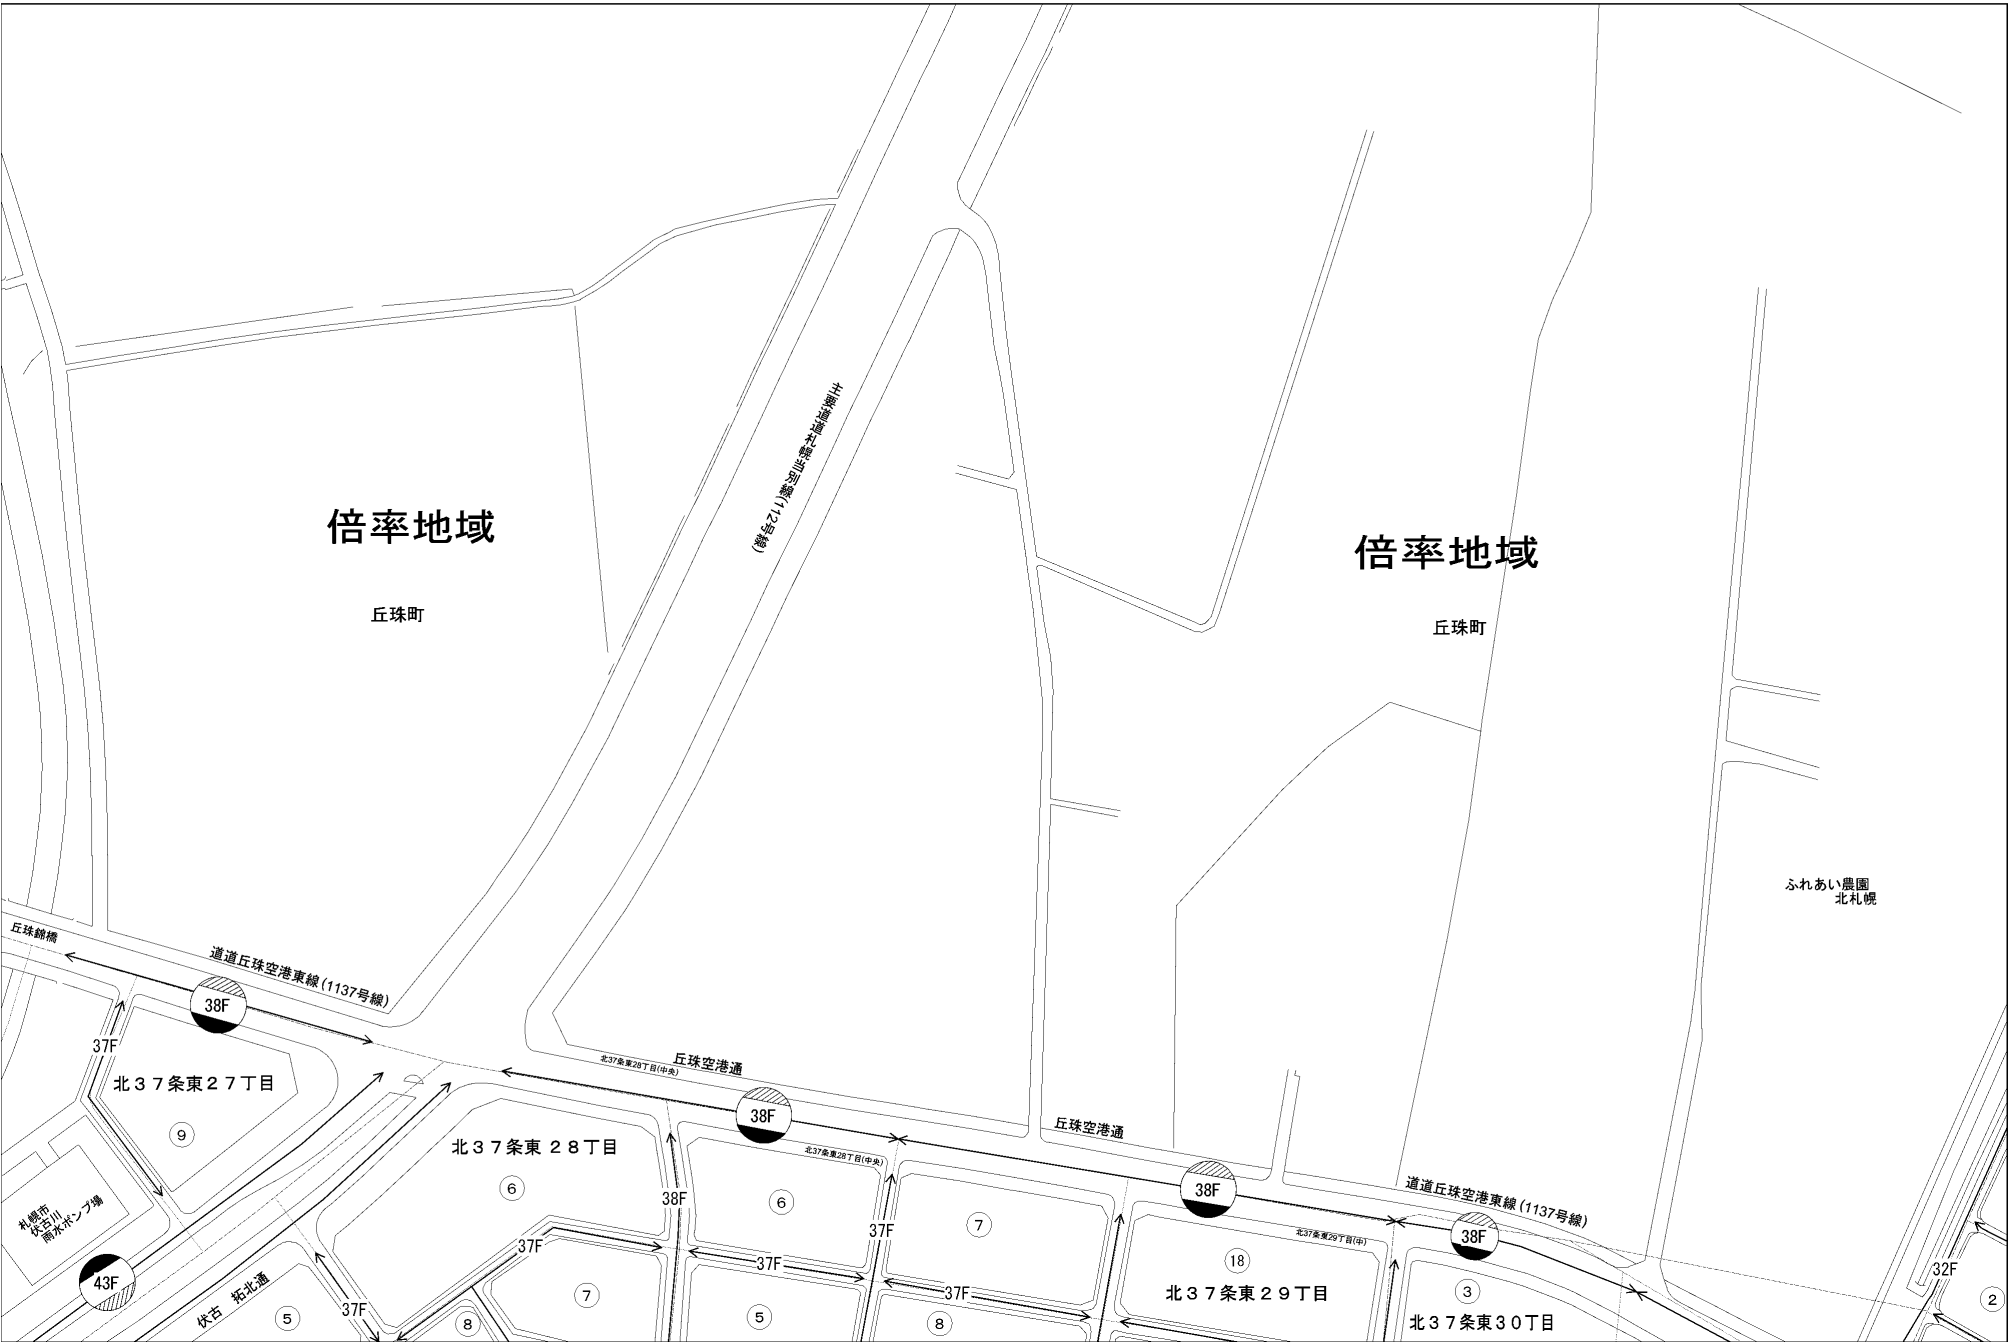 主要道道札幌当別線(112号線)
倍率地域
丘珠町
倍率地域
丘珠町
ふれあい農園
北札幌
丘珠錦橋
道道丘珠空港東線(1137号線)
38F
37F
北37条東27丁目
9
札幌市
伏古川
雨水ポンプ場
43F
伏古 拓北通
5
37F
丘珠空港通
北37条東28丁目(中央)
38F
北37条東 28丁目
6
38F
37F
7
8
北37条東28丁目(中央)
6
37F
37F
5
7
37F
8
丘珠空港通
38F
道道丘珠空港東線(1137号線)
北37条東29丁目(中)
38F
18
北37条東29丁目
3
北37条東30丁目
32F
2